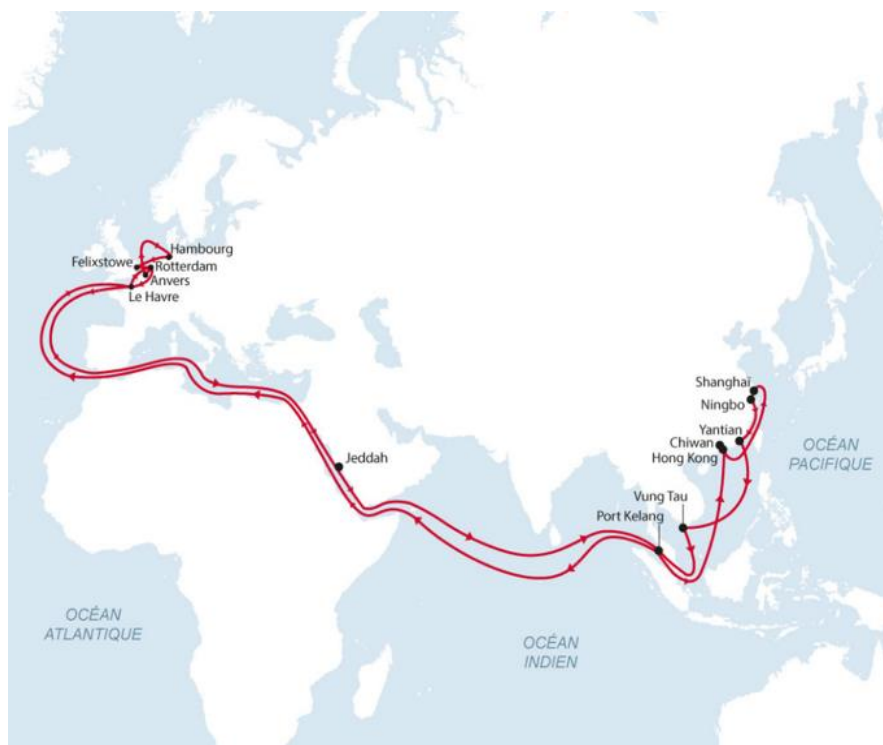 Hambourg
Felixstowe
Rotterdam
Anvers
Le Havre
Shanghaï
Ningbo
Yantian
Chiwan
Hong Kong
OCÉAN
PACIFIQUE
Jeddah
Vung Tau
Port Kelang
OCÉAN
ATLANTIQUE
OCÉAN
INDIEN